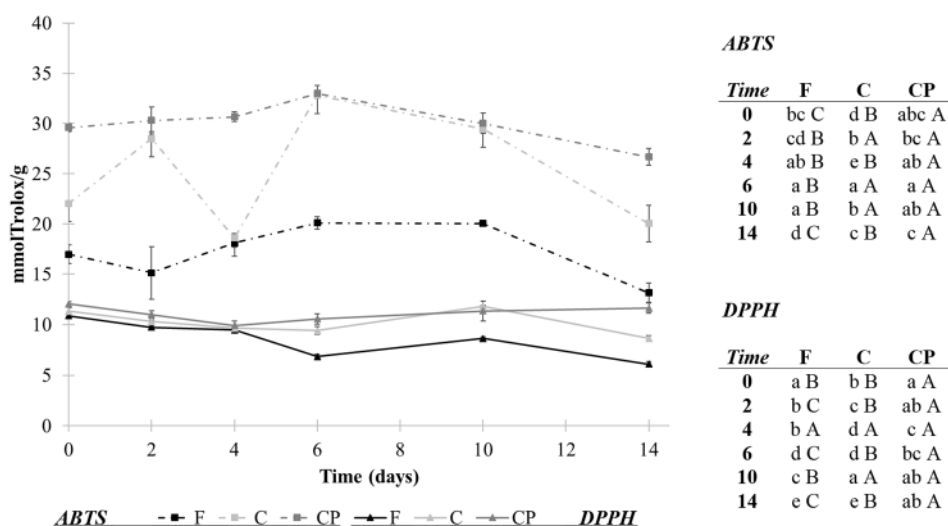 40
35
30
25
20
15
10
5
0
mmolTrolox/g
0 2 4 6 8 10 12 14
Time (days)
ABTS F C CP F C CP DPPH
ABTS
Time F C CP
0 bc C d B abc A
2 cd B b A bc A
4 ab B e B ab A
6 a B a A a A
10 a B b A ab A
14 d C c B c A
DPPH
Time F C CP
0 a B b B a A
2 b C c B ab A
4 b A d A c A
6 d C d B bc A
10 c B a A ab A
14 e C e B ab A